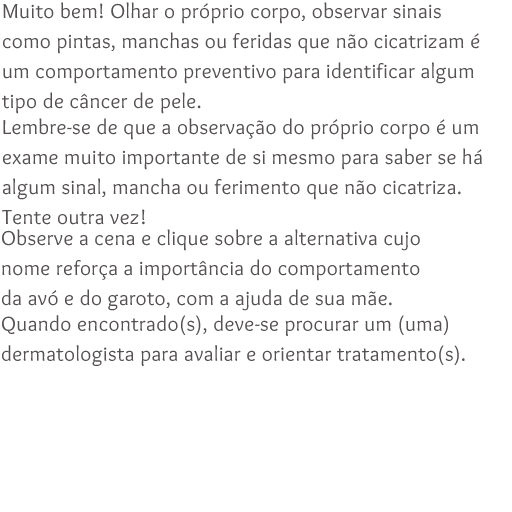 Muito bem! Olhar o próprio corpo, observar sinais
como pintas, manchas ou feridas que não cicatrizam é
um comportamento preventivo para identificar algum
tipo de câncer de pele.
Lembre-se de que a observação do próprio corpo é um
exame muito importante de si mesmo para saber se há
algum sinal, mancha ou ferimento que não cicatriza.
Tente outra vez!
Observe a cena e clique sobre a alternativa cujo
nome reforça a importância do comportamento
da avó e do garoto, com a ajuda de sua mãe.
Quando encontrado(s), deve-se procurar um (uma)
dermatologista para avaliar e orientar tratamento(s).